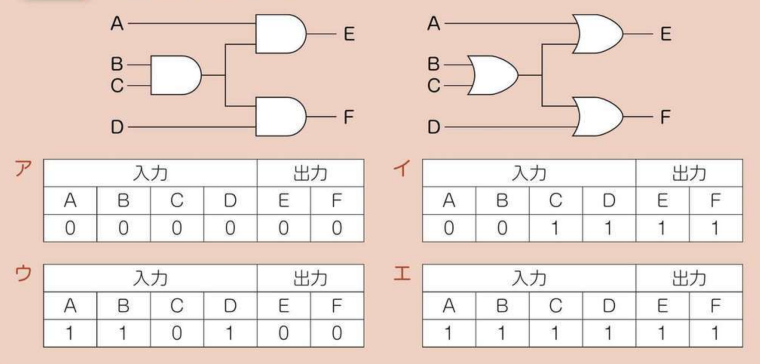 A E A E
B B
C C
D F D F
ア イ
入力 出力 入力 出力
A B C D E F A B C D E F
0 0 0 0 0 0 0 0 1 1 1 1
ウ エ
入力 出力 入力 出力
A B C D E F A B C D E F
1 1 0 1 0 0 1 1 1 1 1 1